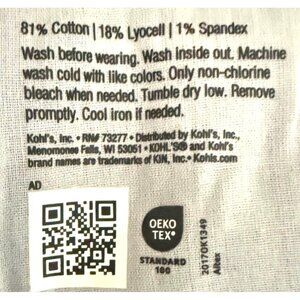 81% Cotton | 18% Lyocell | 1% Spandex
Wash before wearing. Wash inside out. Machine
wash cold with like colors. Only non-chlorine
bleach when needed. Tumble dry low. Remove
promptly. Cool iron if needed.
Kohl's, Inc. • RN# 73277 • Distributed by Kohl's, Inc.,
Menomonee Falls, WI 53051 • KOHL'S® and Kohl's
brand names are trademarks of KIN, Inc.• Kohls.com
AD
OEKO
TEX®
STANDARD
100
2017OK1349
Aitex